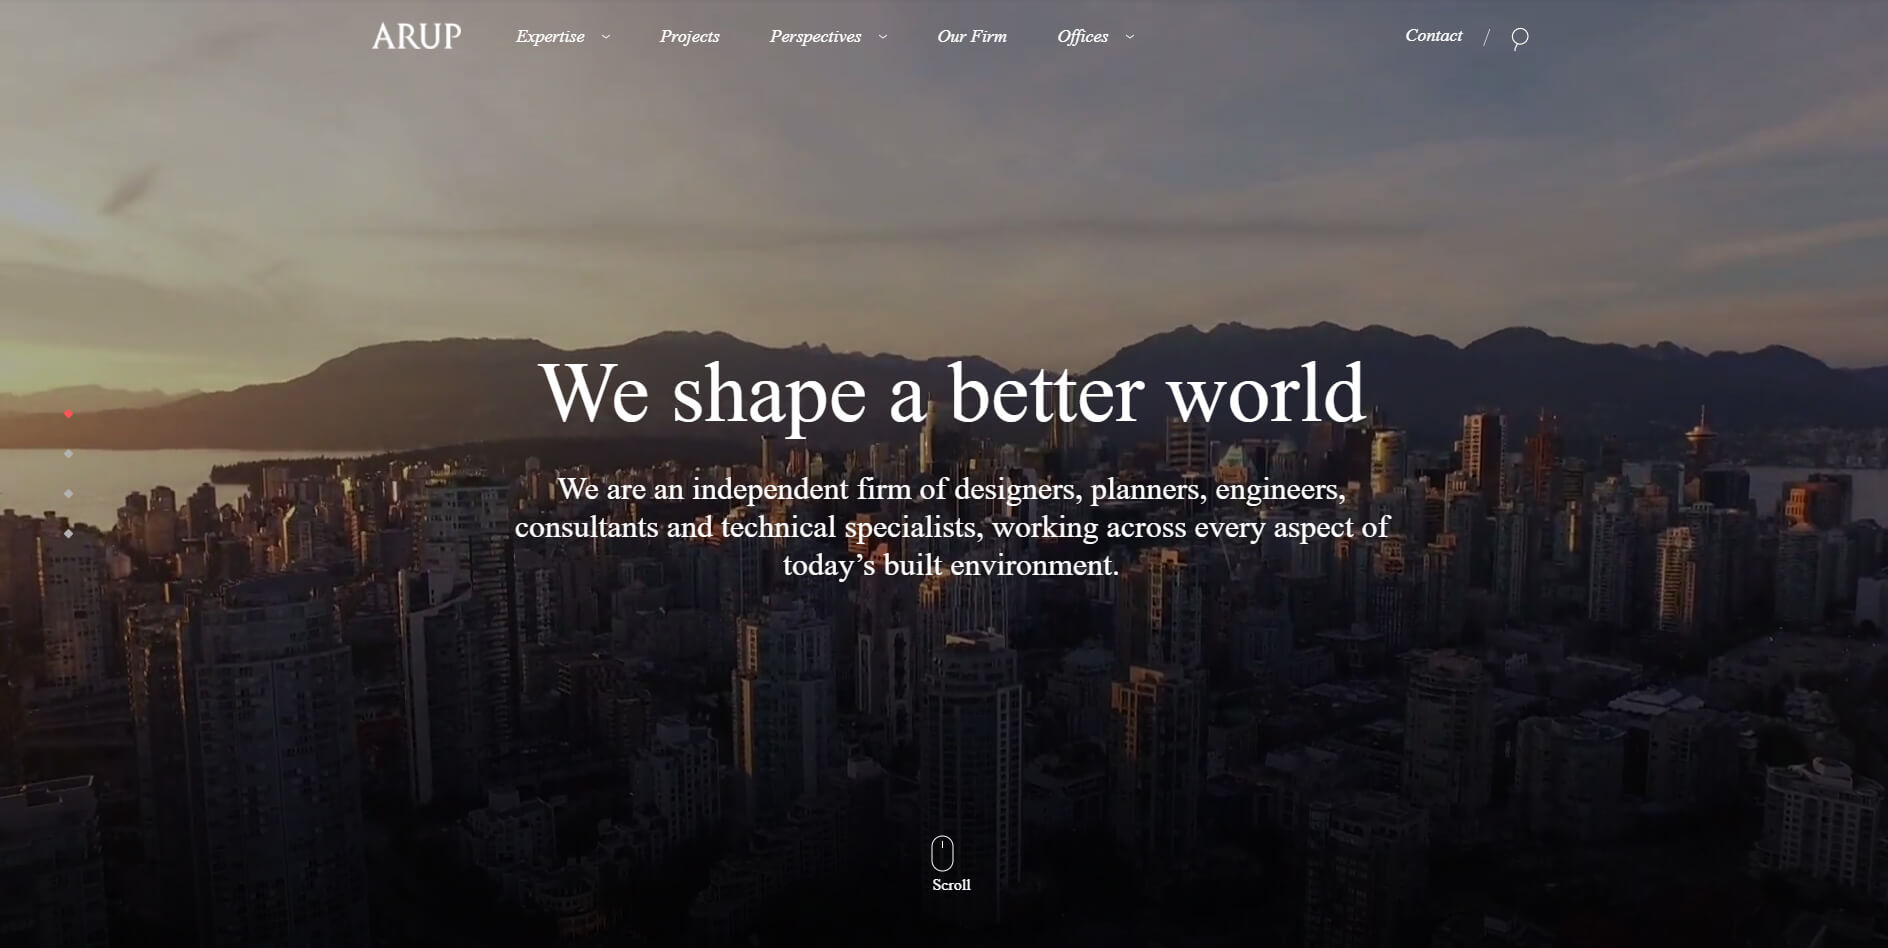 ARUP
Expertise
Projects
Perspectives
Our Firm
Offices
Contact
/
We shape a better world
We are an independent firm of designers, planners, engineers,
consultants and technical specialists, working across every aspect of
today’s built environment.
Scroll